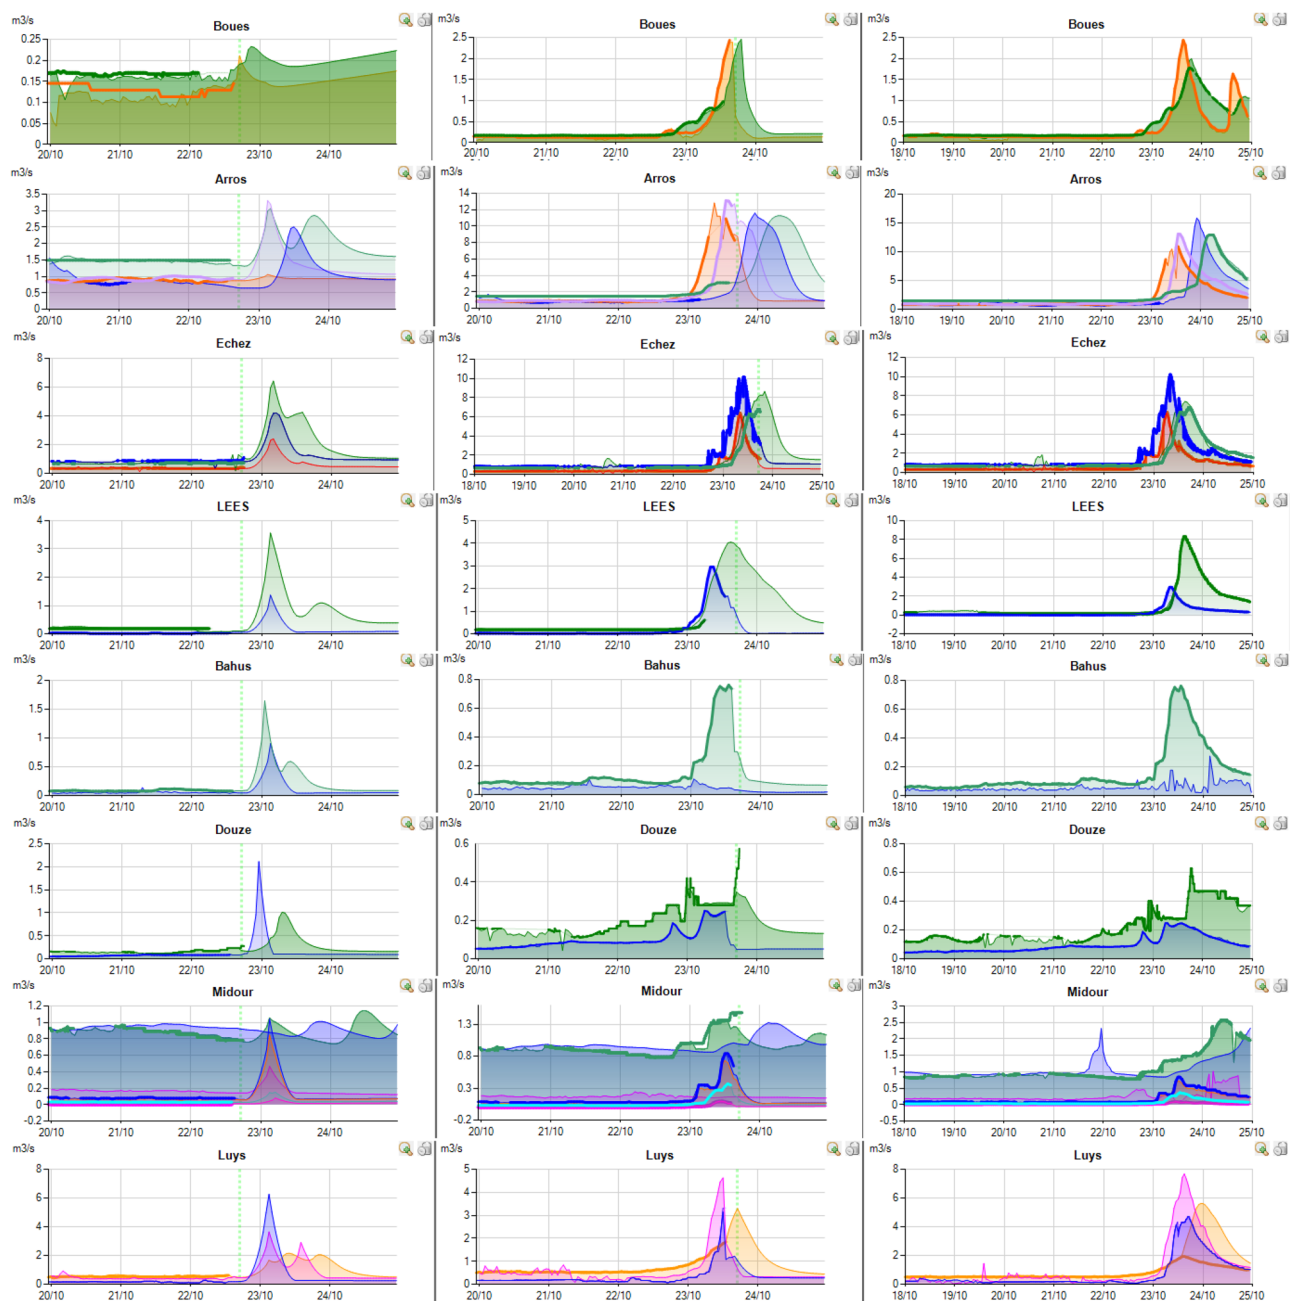 m3/s Boues m3/s Boues m3/s Boues
0.25 2.5 2.5
0.2 2 2
0.15 1.5 1.5
0.1 1 1
0.05 0.5 0.5
0 0 0
20/10 21/10 22/10 23/10 24/10 20/10 21/10 22/10 23/10 24/10 18/10 19/10 20/10 21/10 22/10 23/10 24/10 25/10
m3/s Arros m3/s Arros m3/s Arros
3.5 14 20
3 12
2.5 10 15
2 8 10
1.5 6
1 4 5
0.5 2
0 0 0
20/10 21/10 22/10 23/10 24/10 20/10 21/10 22/10 23/10 24/10 18/10 19/10 20/10 21/10 22/10 23/10 24/10 25/10
m3/s Echez m3/s Echez m3/s Echez
8 12 12
6 10 10
4 8 8
2 6 6
0 4 4
2 2
0 0
20/10 21/10 22/10 23/10 24/10 18/10 19/10 20/10 21/10 22/10 23/10 24/10 25/10 18/10 19/10 20/10 21/10 22/10 23/10 24/10 25/10
m3/s LEES m3/s LEES m3/s LEES
4 5 10
3 4 8
2 3 6
1 2 4
0 1 2
0 0
-2
20/10 21/10 22/10 23/10 24/10 20/10 21/10 22/10 23/10 24/10 18/10 19/10 20/10 21/10 22/10 23/10 24/10 25/10
m3/s Bahus m3/s Bahus m3/s Bahus
2 0.8 0.8
1.5 0.6 0.6
1 0.4 0.4
0.5 0.2 0.2
0 0 0
20/10 21/10 22/10 23/10 24/10 20/10 21/10 22/10 23/10 24/10 18/10 19/10 20/10 21/10 22/10 23/10 24/10 25/10
m3/s Douze m3/s Douze m3/s Douze
2.5 0.6 0.8
2 0.4 0.6
1.5 0.2 0.4
1 0 0.2
0.5 0
0
20/10 21/10 22/10 23/10 24/10 20/10 21/10 22/10 23/10 24/10 18/10 19/10 20/10 21/10 22/10 23/10 24/10 25/10
m3/s Midour m3/s Midour m3/s Midour
1.2 1.3 3
1 0.8 2.5
0.8 0.3 2
0.6 -0.2 1.5
0.4 1
0.2 0.5
0 0
-0.2 -0.5
20/10 21/10 22/10 23/10 24/10 20/10 21/10 22/10 23/10 24/10 18/10 19/10 20/10 21/10 22/10 23/10 24/10 25/10
m3/s Luys m3/s Luys m3/s Luys
8 5 8
6 4 6
4 3 4
2 2 2
0 1 0
0
20/10 21/10 22/10 23/10 24/10 20/10 21/10 22/10 23/10 24/10 18/10 19/10 20/10 21/10 22/10 23/10 24/10 25/10